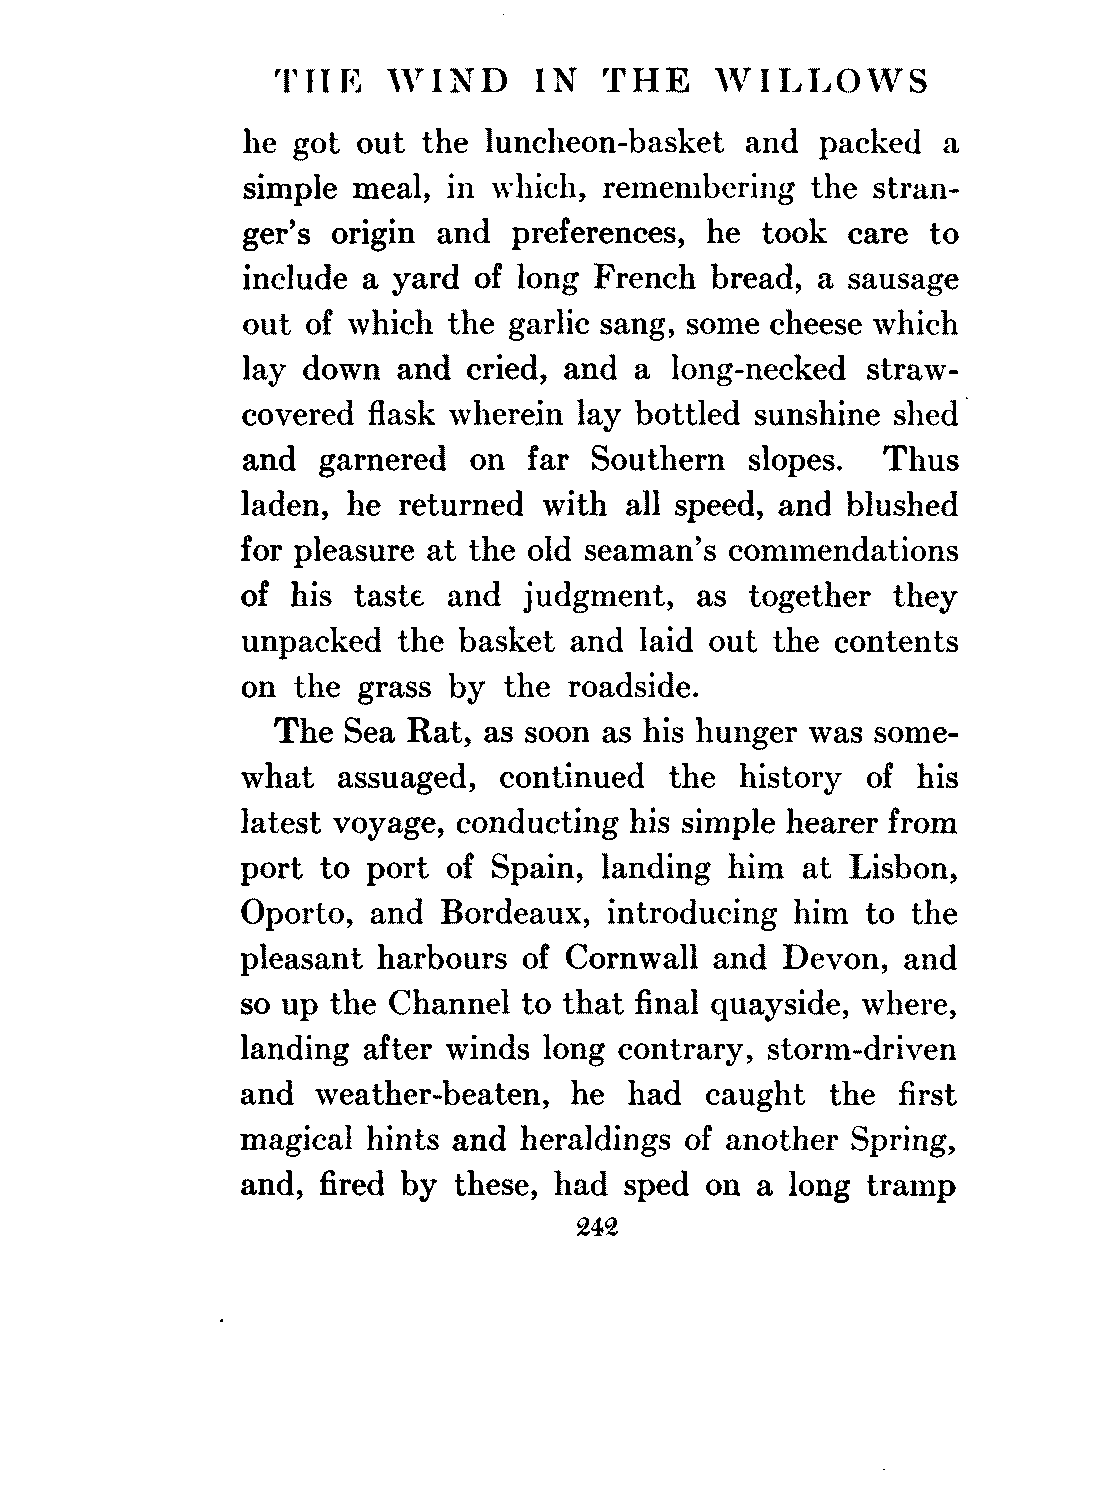 THE WIND IN THE WILLOWS
he got out the luncheon-basket and packed a
simple meal, in which, remembering the stran-
ger's origin and preferences, he took care to
include a yard of long French bread, a sausage
out of which the garlic sang, some cheese which
lay down and cried, and a long-necked straw-
covered flask wherein lay bottled sunshine shed
and garnered on far Southern slopes. Thus
laden, he returned with all speed, and blushed
for pleasure at the old seaman's commendations
of his taste and judgment, as together they
unpacked the basket and laid out the contents
on the grass by the roadside.
The Sea Rat, as soon as his hunger was some-
what assuaged, continued the history of his
latest voyage, conducting his simple hearer from
port to port of Spain, landing him at Lisbon,
Oporto, and Bordeaux, introducing him to the
pleasant harbours of Cornwall and Devon, and
so up the Channel to that final quayside, where,
landing after winds long contrary, storm-driven
and weather-beaten, he had caught the first
magical hints and heraldings of another Spring,
and, fired by these, had sped on a long tramp
242